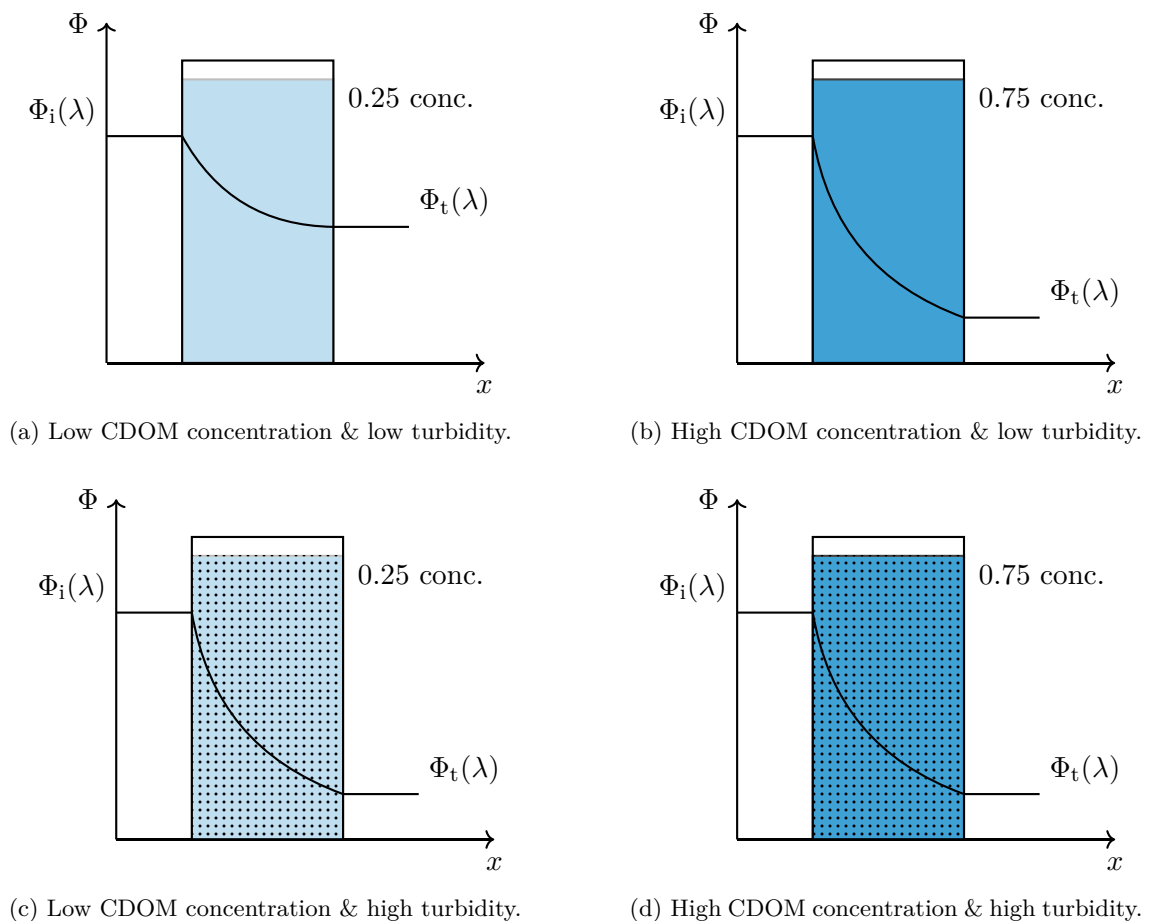 Φ
0.25 conc.
Φi(λ)
Φt(λ)
x
(a) Low CDOM concentration & low turbidity.
Φ
0.75 conc.
Φi(λ)
Φt(λ)
x
(b) High CDOM concentration & low turbidity.
Φ
0.25 conc.
Φi(λ)
Φt(λ)
x
(c) Low CDOM concentration & high turbidity.
Φ
0.75 conc.
Φi(λ)
Φt(λ)
x
(d) High CDOM concentration & high turbidity.